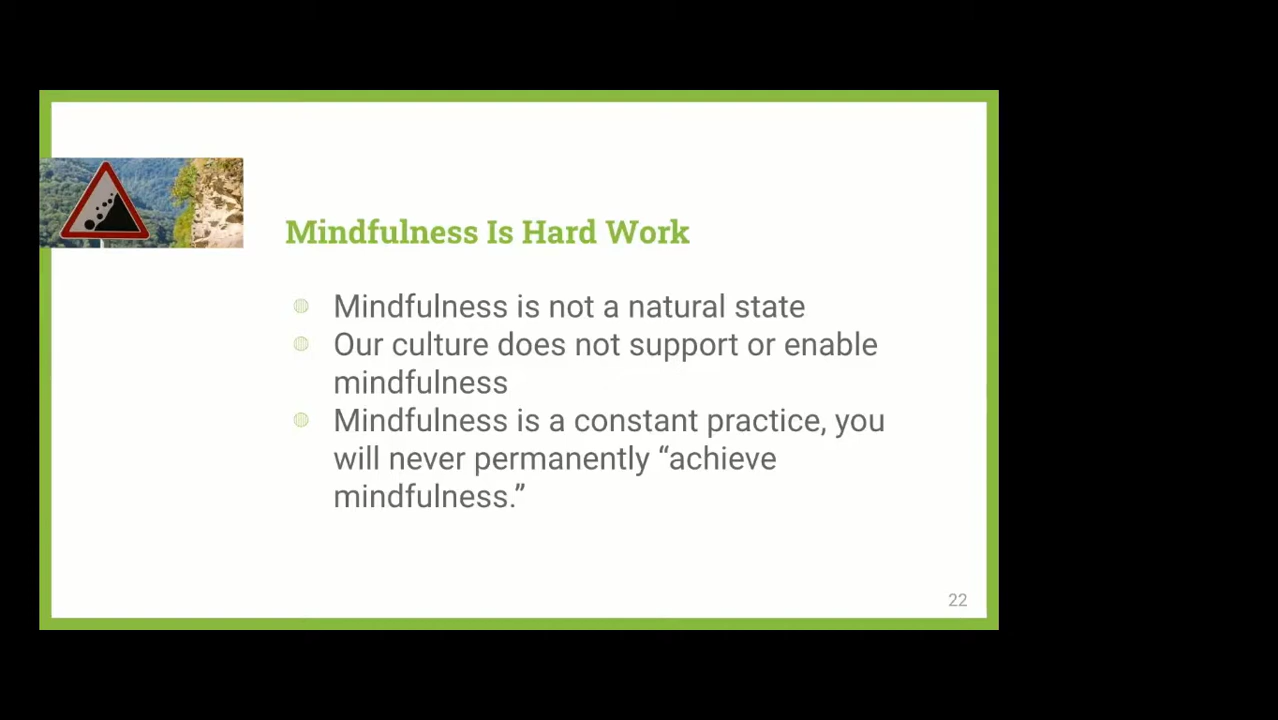 Mindfulness Is Hard Work
Mindfulness is not a natural state
Our culture does not support or enable
mindfulness
Mindfulness is a constant practice, you
will never permanently “achieve
mindfulness.”
22